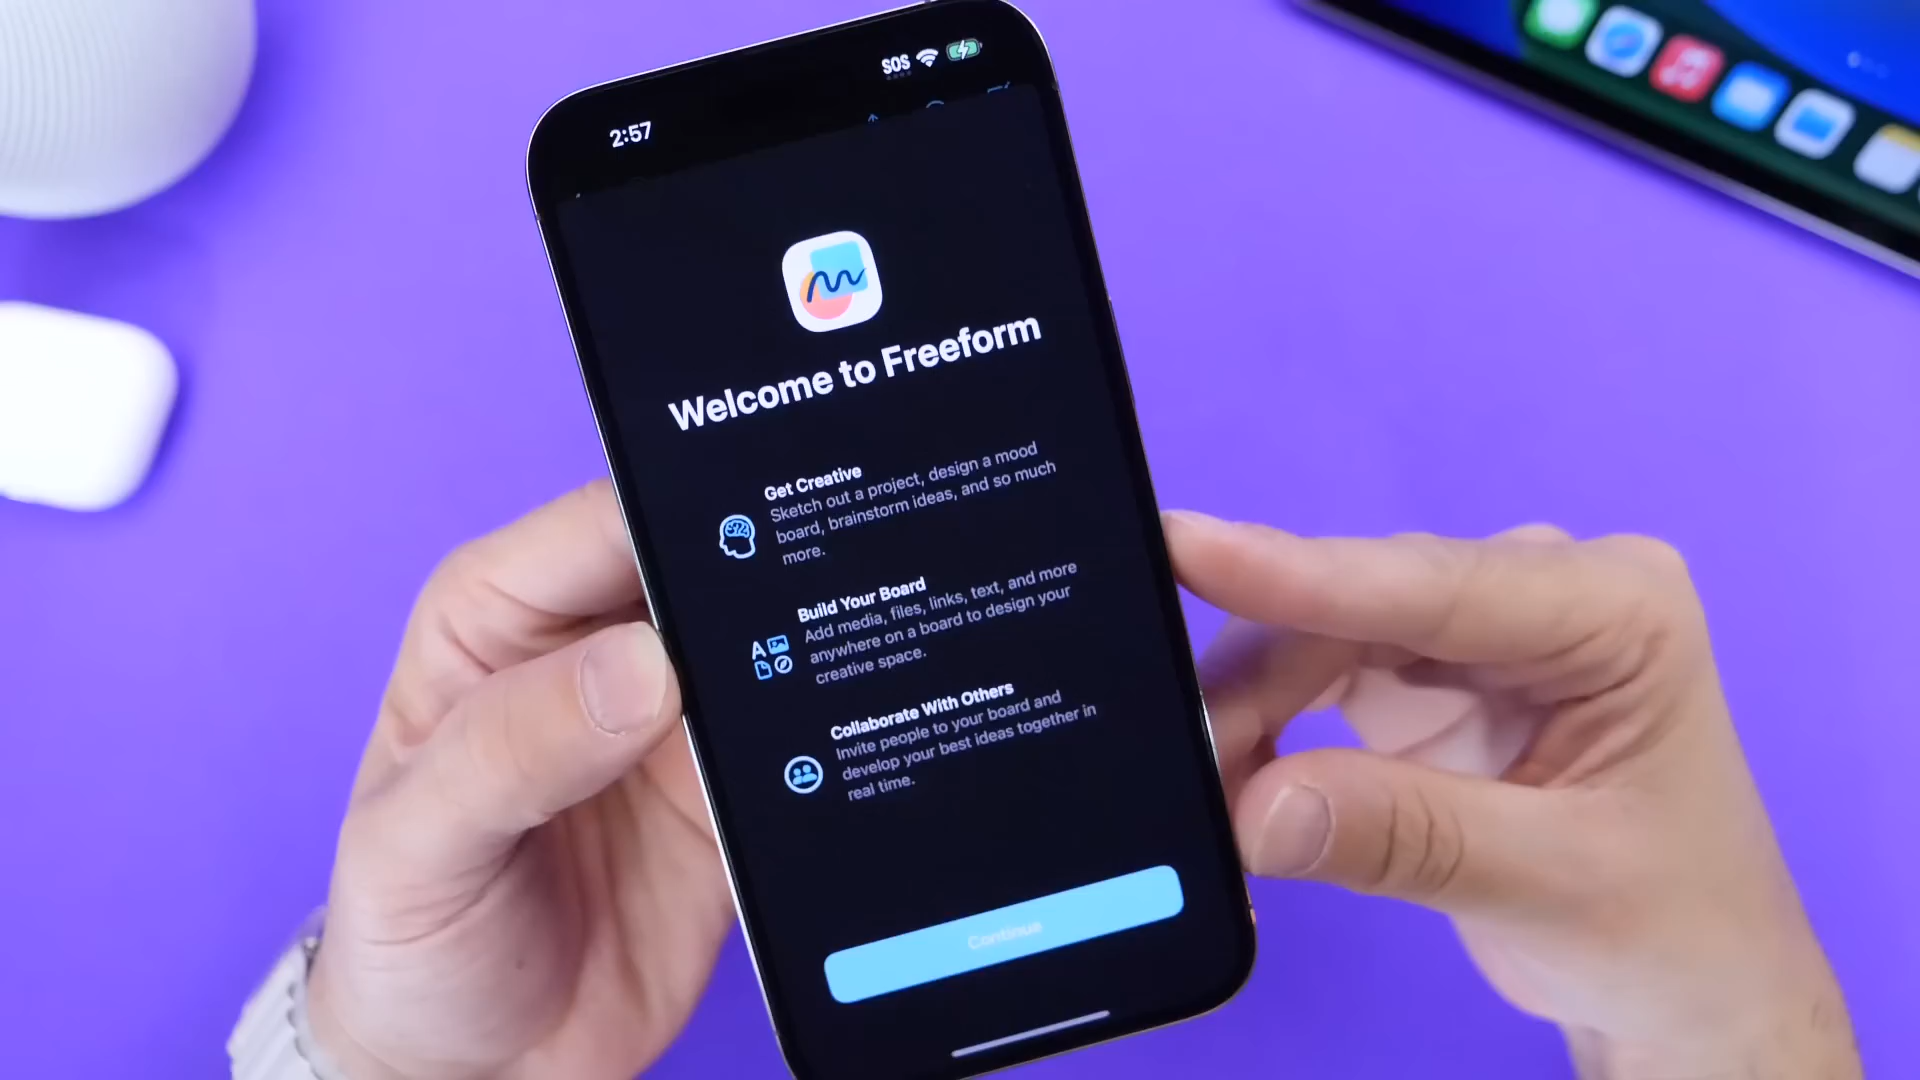 SOS
2:57
Welcome to Freeform
Get Creative
Sketch out a project, design a mood
board, brainstorm ideas, and so much
more.
Build Your Board
Add media, files, links, text, and more
anywhere on a board to design your
creative space.
Collaborate With Others
Invite people to your board and
develop your best ideas together in
real time.
Continue